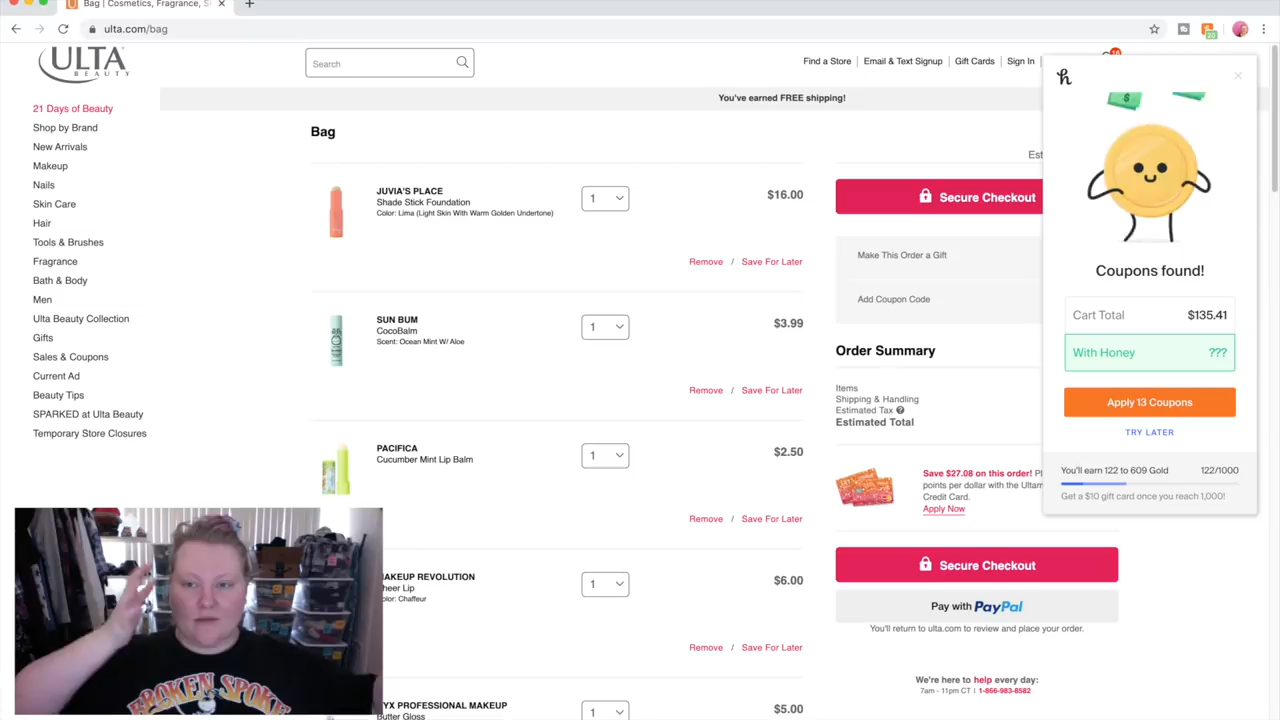 Bag | Cosmetics, Fragrance, S
ulta.com/bag
20
ULTA
BEAUTY
Search
Find a Store
Email & Text Signup
Gift Cards
Sign In
16
You've earned FREE shipping!
21 Days of Beauty
Shop by Brand
New Arrivals
Makeup
Nails
Skin Care
Hair
Tools & Brushes
Fragrance
Bath & Body
Men
Ulta Beauty Collection
Gifts
Sales & Coupons
Current Ad
Beauty Tips
SPARKED at Ulta Beauty
Temporary Store Closures
Bag
JUVIA'S PLACE
Shade Stick Foundation
Color: Lima (Light Skin With Warm Golden Undertone)
1
$16.00
Remove / Save For Later
SUN BUM
CocoBalm
Scent: Ocean Mint W/ Aloe
1
$3.99
Remove / Save For Later
PACIFICA
Cucumber Mint Lip Balm
1
$2.50
Remove / Save For Later
MAKEUP REVOLUTION
heer Lip
olor: Chaffeur
1
$6.00
Remove / Save For Later
YX PROFESSIONAL MAKEUP
Butter Gloss
1
$5.00
Est
Secure Checkout
Make This Order a Gift
Add Coupon Code
Order Summary
Items
Shipping & Handling
Estimated Tax ?
Estimated Total
Save $27.08 on this order! Pl
points per dollar with the Ultam
Credit Card.
Apply Now
Secure Checkout
Pay with PayPal
You'll return to ulta.com to review and place your order.
We're here to help every day:
7am - 11pm CT | 1-866-983-8582
h
$
Coupons found!
Cart Total $135.41
With Honey ???
Apply 13 Coupons
TRY LATER
You'll earn 122 to 609 Gold 122/1000
Get a $10 gift card once you reach 1,000!
BROKEN SPOKE